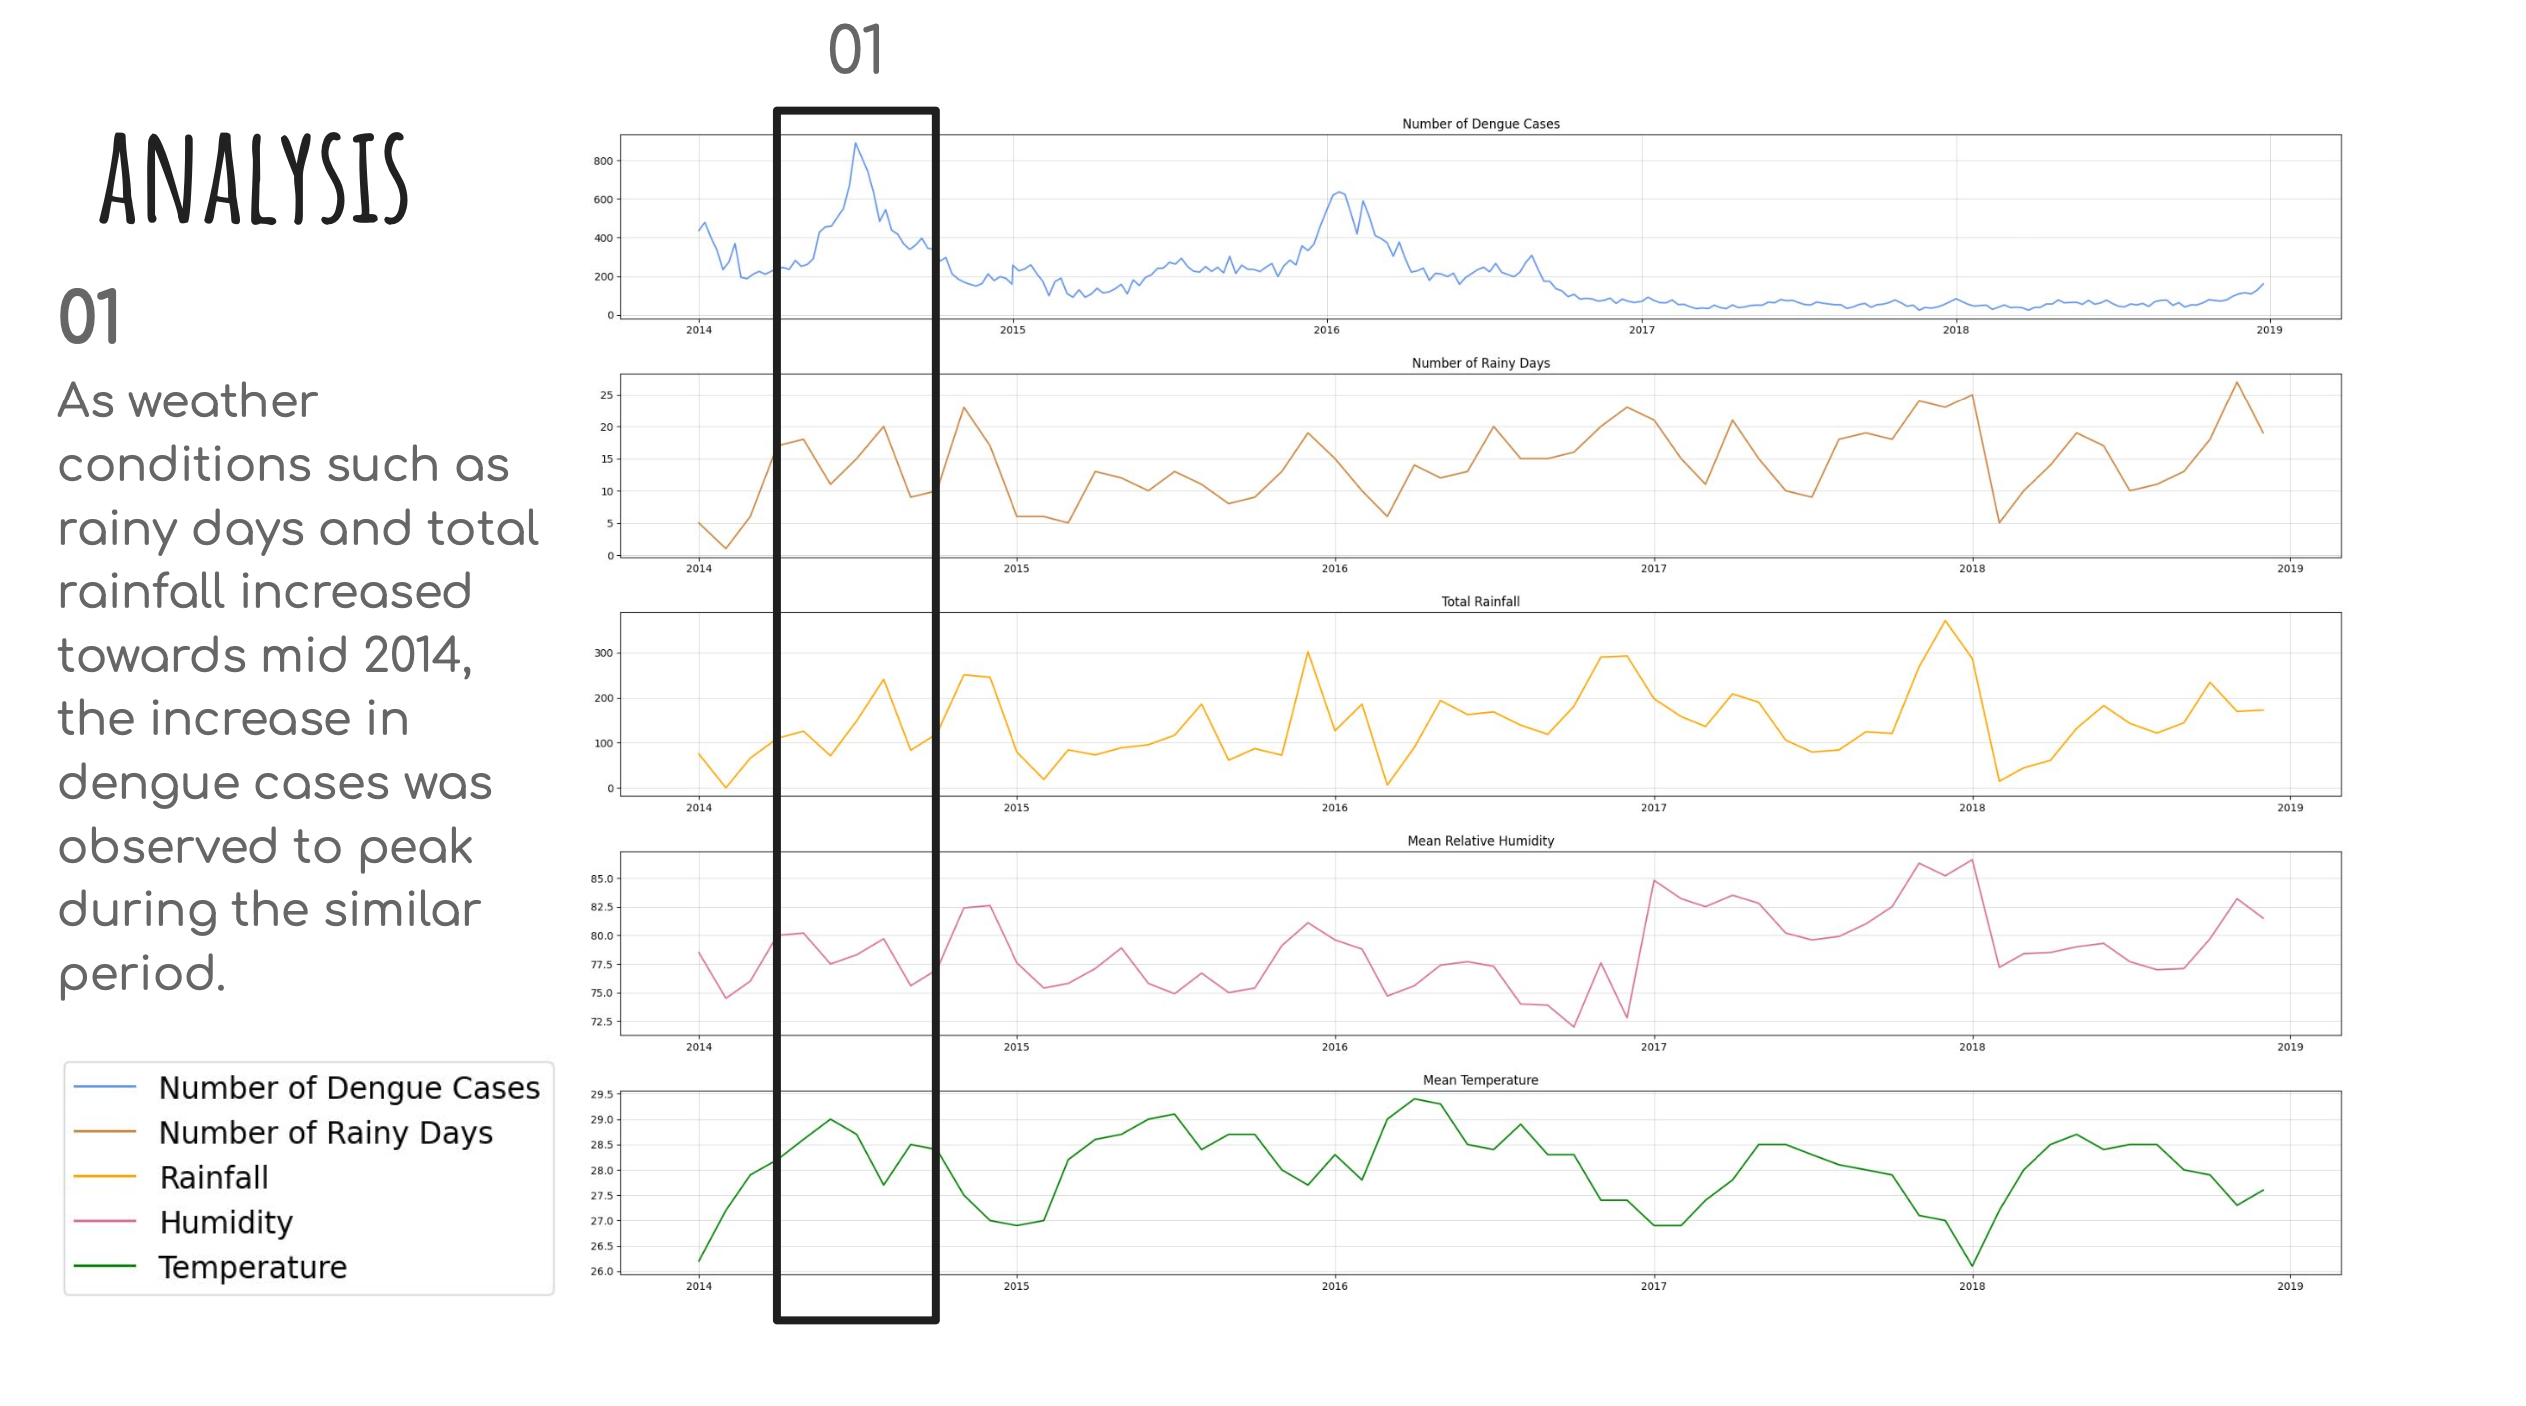 01
ANALYSIS
01
As weather
conditions such as
rainy days and total
rainfall increased
towards mid 2014,
the increase in
dengue cases was
observed to peak
during the similar
period.
Number of Dengue Cases
Number of Rainy Days
Rainfall
Humidity
Temperature
Number of Dengue Cases
800
600
400
200
0
2014 2015 2016 2017 2018 2019
Number of Rainy Days
25
20
15
10
5
0
2014 2015 2016 2017 2018 2019
Total Rainfall
300
200
100
0
2014 2015 2016 2017 2018 2019
Mean Relative Humidity
85.0
82.5
80.0
77.5
75.0
72.5
2014 2015 2016 2017 2018 2019
Mean Temperature
29.5
29.0
28.5
28.0
27.5
27.0
26.5
26.0
2014 2015 2016 2017 2018 2019